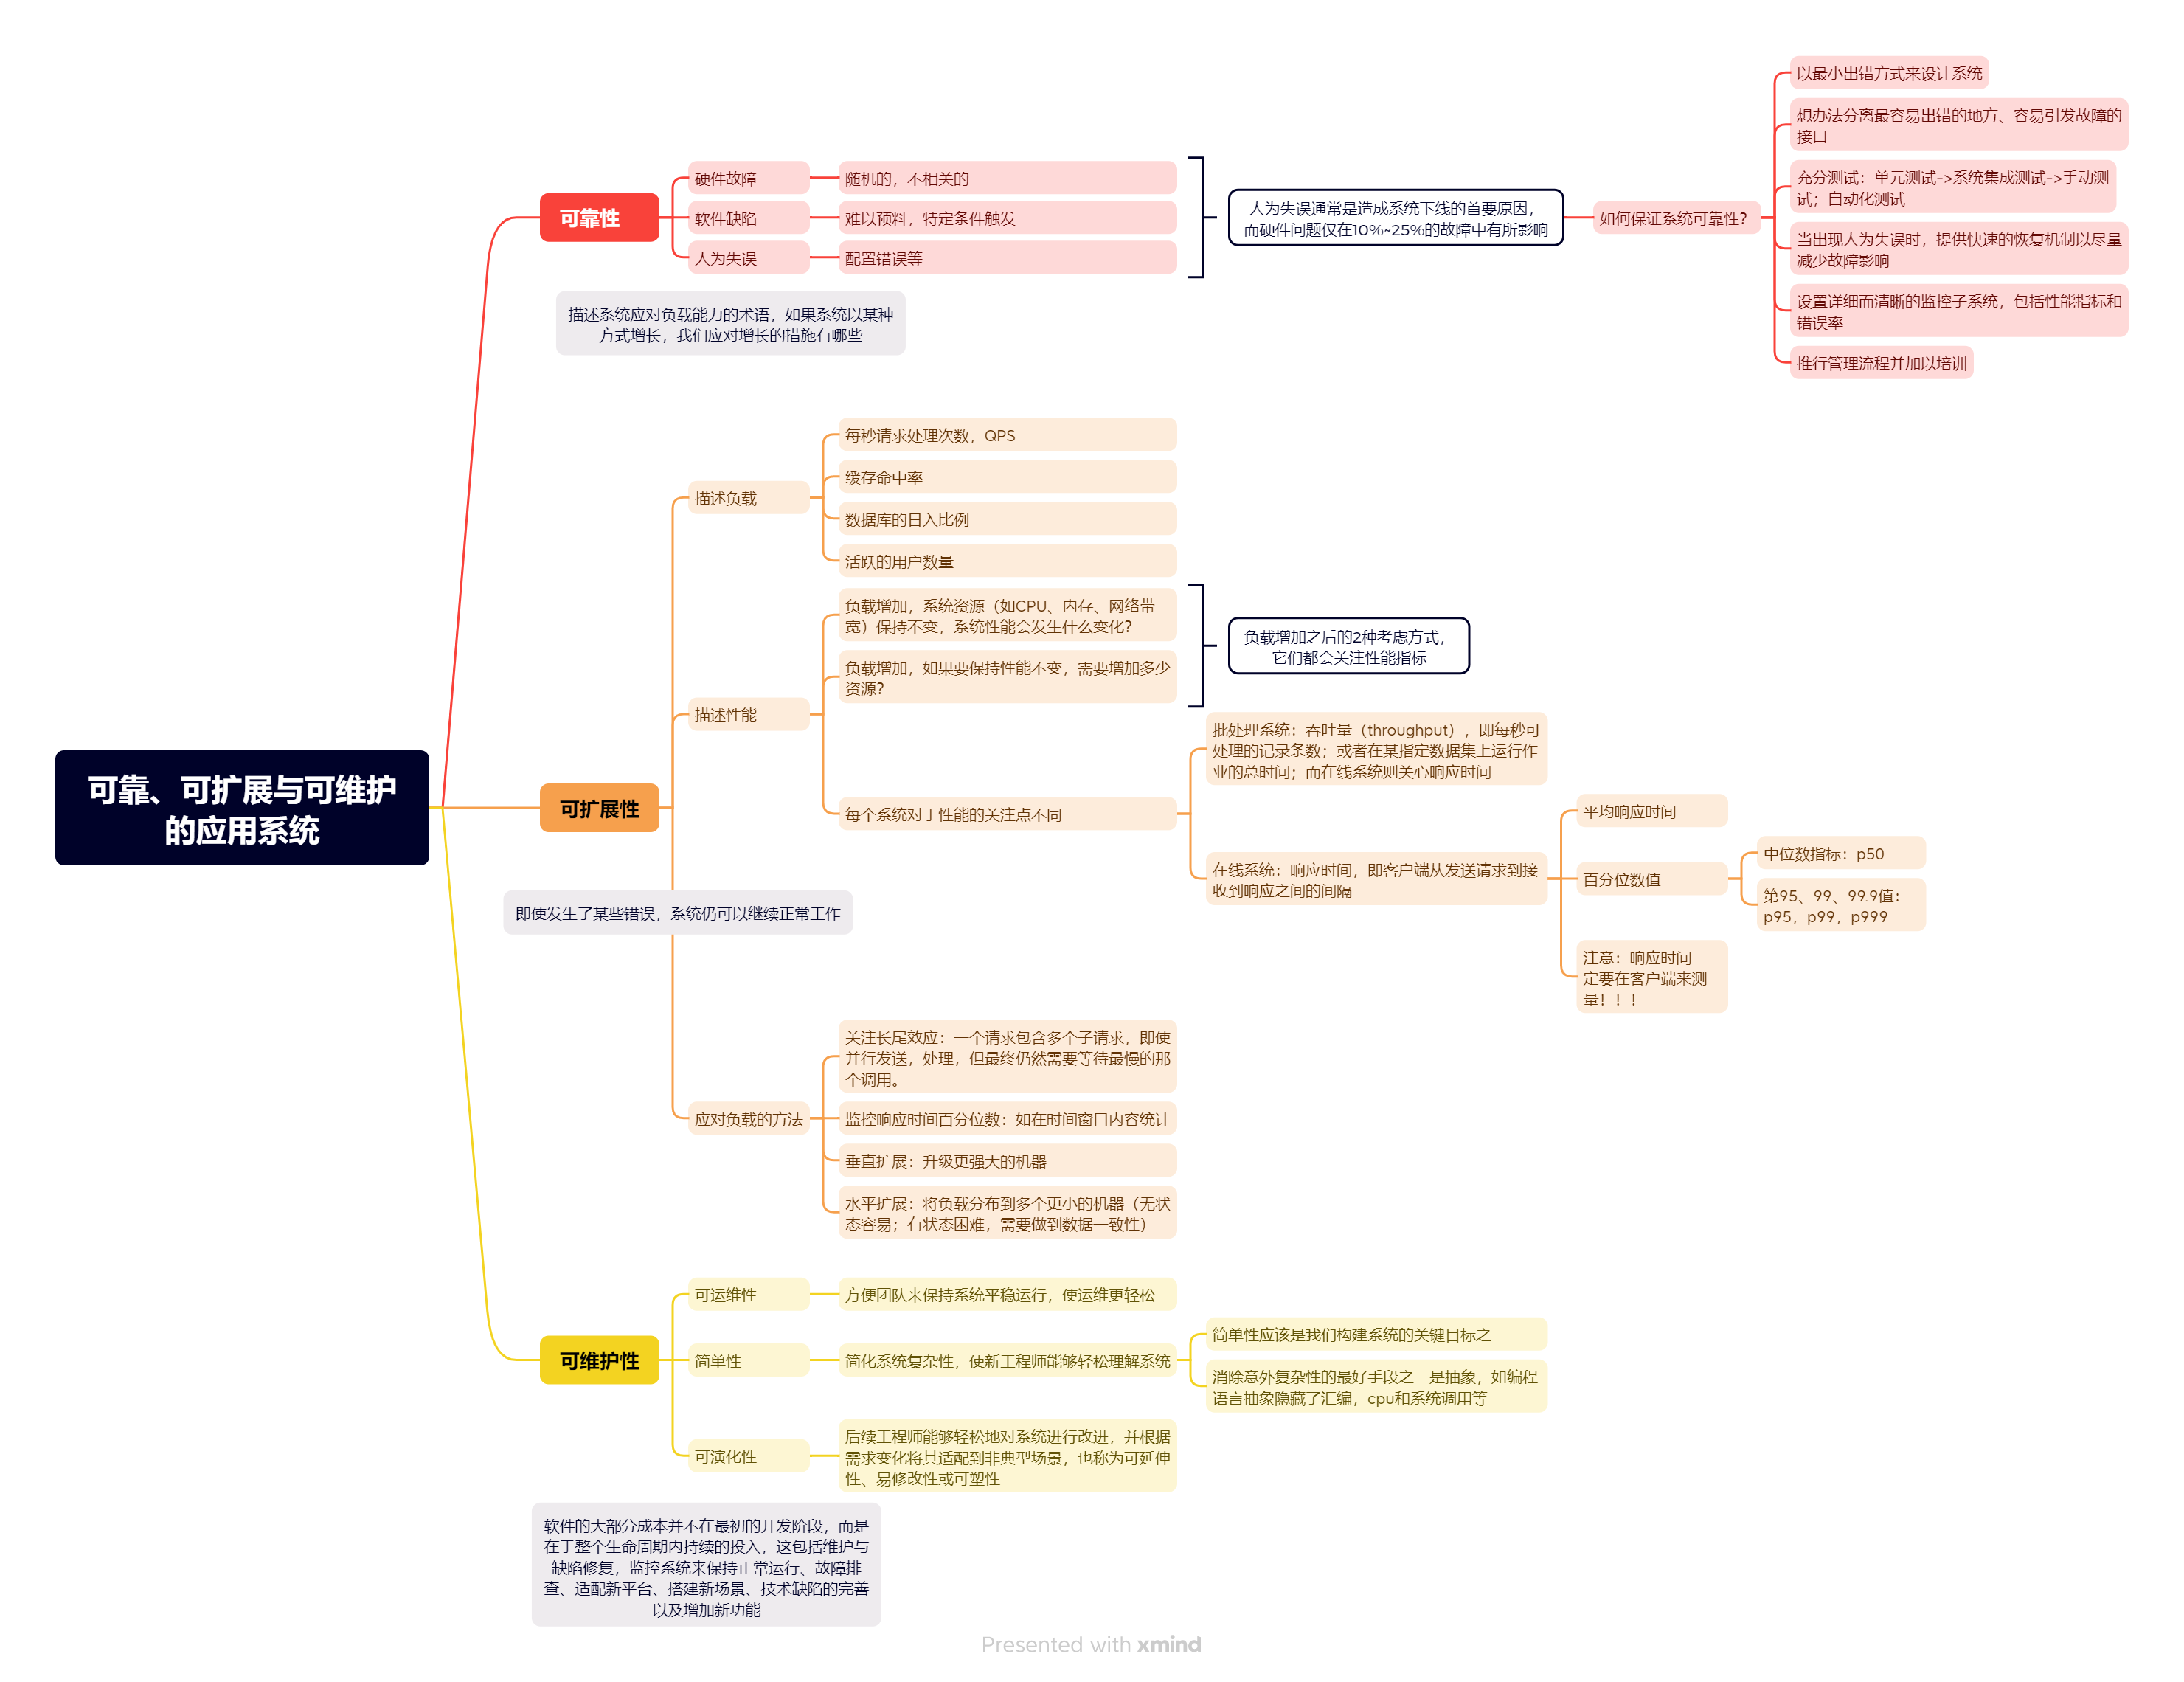 可靠、可扩展与可维护
的应用系统
可靠性
硬件故障
随机的，不相关的
软件缺陷
难以预料，特定条件触发
人为失误
配置错误等
人为失误通常是造成系统下线的首要原因，
而硬件问题仅在10%~25%的故障中有所影响
如何保证系统可靠性？
以最小出错方式来设计系统
想办法分离最容易出错的地方、容易引发故障的
接口
充分测试：单元测试->系统集成测试->手动测
试；自动化测试
当出现人为失误时，提供快速的恢复机制以尽量
减少故障影响
设置详细而清晰的监控子系统，包括性能指标和
错误率
推行管理流程并加以培训
描述系统应对负载能力的术语，如果系统以某种
方式增长，我们应对增长的措施有哪些
可扩展性
描述负载
每秒请求处理次数，QPS
缓存命中率
数据库的日入比例
活跃的用户数量
描述性能
负载增加，系统资源（如CPU、内存、网络带
宽）保持不变，系统性能会发生什么变化？
负载增加，如果要保持性能不变，需要增加多少
资源？
负载增加之后的2种考虑方式，
它们都会关注性能指标
每个系统对于性能的关注点不同
批处理系统：吞吐量（throughput），即每秒可
处理的记录条数；或者在某指定数据集上运行作
业的总时间；而在线系统则关心响应时间
在线系统：响应时间，即客户端从发送请求到接
收到响应之间的间隔
平均响应时间
百分位数值
中位数指标：p50
第95、99、99.9值：
p95，p99，p999
注意：响应时间一
定要在客户端来测
量！！！
即使发生了某些错误，系统仍可以继续正常工作
应对负载的方法
关注长尾效应：一个请求包含多个子请求，即使
并行发送，处理，但最终仍然需要等待最慢的那
个调用。
监控响应时间百分位数：如在时间窗口内容统计
垂直扩展：升级更强大的机器
水平扩展：将负载分布到多个更小的机器（无状
态容易；有状态困难，需要做到数据一致性）
可维护性
可运维性
方便团队来保持系统平稳运行，使运维更轻松
简单性
简化系统复杂性，使新工程师能够轻松理解系统
简单性应该是我们构建系统的关键目标之一
消除意外复杂性的最好手段之一是抽象，如编程
语言抽象隐藏了汇编，cpu和系统调用等
可演化性
后续工程师能够轻松地对系统进行改进，并根据
需求变化将其适配到非典型场景，也称为可延伸
性、易修改性或可塑性
软件的大部分成本并不在最初的开发阶段，而是
在于整个生命周期内持续的投入，这包括维护与
缺陷修复，监控系统来保持正常运行、故障排
查、适配新平台、搭建新场景、技术缺陷的完善
以及增加新功能
Presented with xmind